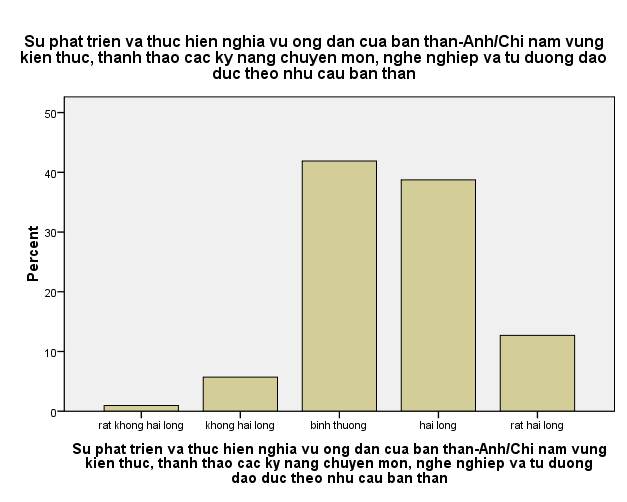 Su phat trien va thuc hien nghia vu ong dan cua ban than-Anh/Chi nam vung
kien thuc, thanh thao cac ky nang chuyen mon, nghe nghiep va tu duong dao
duc theo nhu cau ban than
50
40
30
20
10
0
Percent
rat khong hai long
khong hai long
binh thuong
hai long
rat hai long
Su phat trien va thuc hien nghia vu ong dan cua ban than-Anh/Chi nam vung
kien thuc, thanh thao cac ky nang chuyen mon, nghe nghiep va tu duong
dao duc theo nhu cau ban than